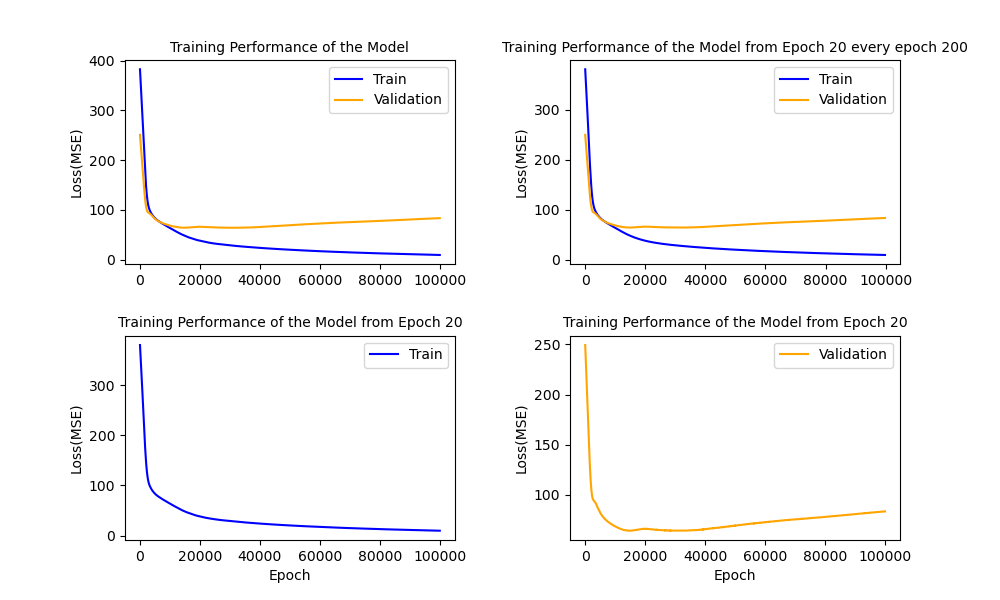 Training Performance of the Model
400
300
200
100
0
Loss(MSE)
Train
Validation
0 20000 40000 60000 80000 100000
Training Performance of the Model from Epoch 20 every epoch 200
300
200
100
0
Loss(MSE)
Train
Validation
0 20000 40000 60000 80000 100000
Training Performance of the Model from Epoch 20
300
200
100
0
Loss(MSE)
Train
0 20000 40000 60000 80000 100000
Epoch
Training Performance of the Model from Epoch 20
250
200
150
100
Loss(MSE)
Validation
0 20000 40000 60000 80000 100000
Epoch